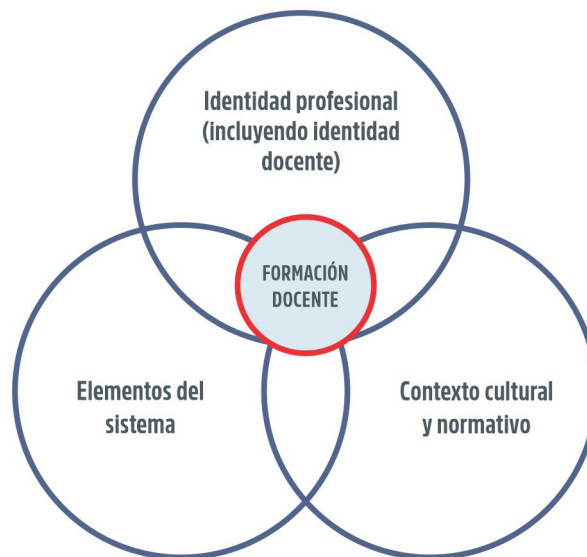 Identidad profesional
(incluyendo identidad
docente)
FORMACIÓN
DOCENTE
Elementos del
sistema
Contexto cultural
y normativo